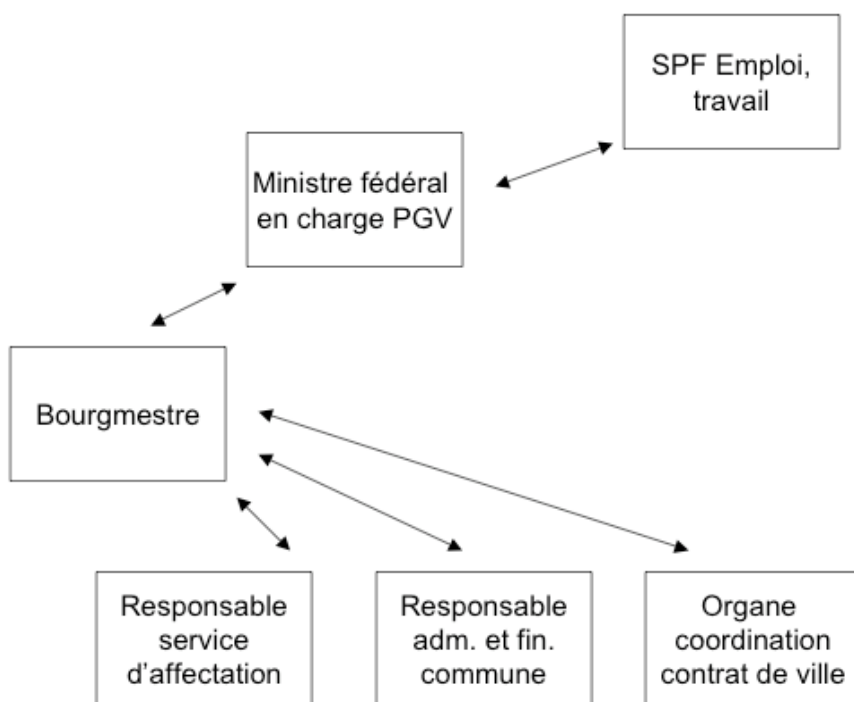 SPF Emploi,
travail
Ministre fédéral
en charge PGV
Bourgmestre
Responsable
service
d'affectation
Responsable
adm. et fin.
commune
Organe
coordination
contrat de ville